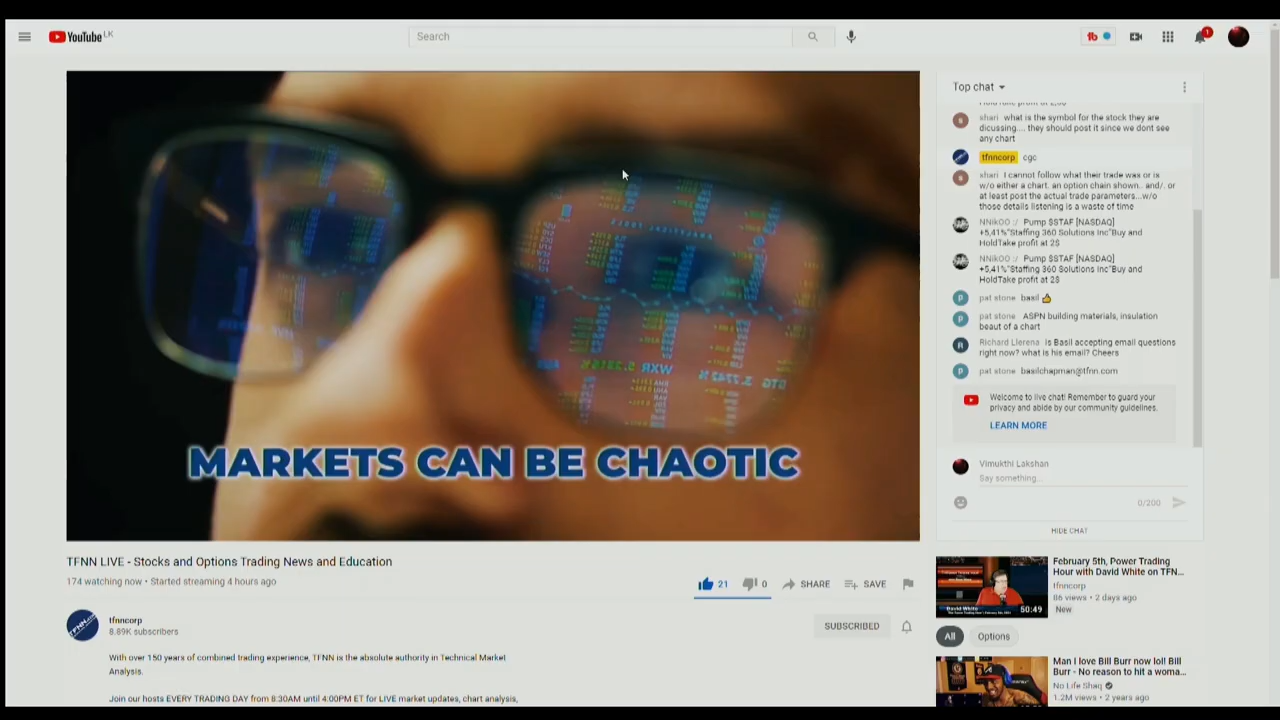 YouTube LK
Search
1
MARKETS CAN BE CHAOTIC
TFNN LIVE - Stocks and Options Trading News and Education
174 watching now • Started streaming 4 hours ago
21
0
SHARE
SAVE
tfnncorp
8.89K subscribers
SUBSCRIBED
With over 150 years of combined trading experience, TFNN is the absolute authority in Technical Market
Analysis.
Join our hosts EVERY TRADING DAY from 8:30AM until 4:00PM ET for LIVE market updates, chart analysis,
Top chat
shari what is the symbol for the stock they are
dicussing.... they should post it since we dont see
any chart
tfnncorp cgc
shari I cannot follow what their trade was or is
w/o either a chart. an option chain shown.. and/. or
at least post the actual trade parameters...w/o
those details listening is a waste of time
NNikOO :/ Pump $STAF [NASDAQ]
+5,41%"Staffing 360 Solutions Inc"Buy and
HoldTake profit at 2$
NNikOO :/ Pump $STAF [NASDAQ]
+5,41%"Staffing 360 Solutions Inc"Buy and
HoldTake profit at 2$
pat stone basil 👍
pat stone ASPN building materials, insulation
beaut of a chart
Richard Llerena is Basil accepting email questions
right now? what is his email? Cheers
pat stone basilchapman@tfnn.com
Welcome to live chat! Remember to guard your
privacy and abide by our community guidelines.
LEARN MORE
Vimukthi Lakshan
Say something...
0/200
HIDE CHAT
February 5th, Power Trading
Hour with David White on TFN...
tfnncorp
86 views • 2 days ago
New
David White
50:49
All
Options
Man I love Bill Burr now lol! Bill
Burr - No reason to hit a woma...
No Life Shaq
1.2M views • 2 years ago